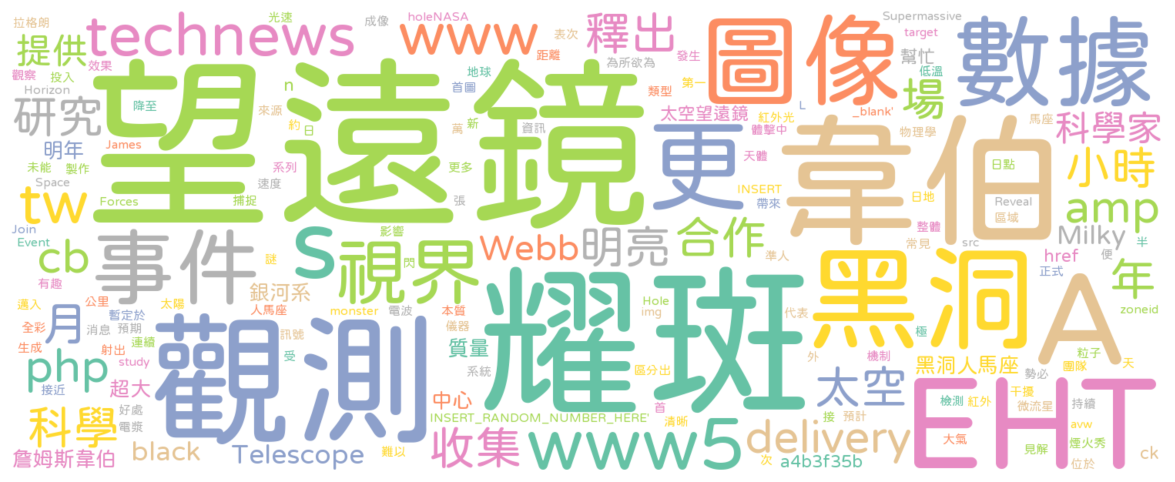 拉格朗
光速
成像
holeNASA
表次
Supermassive
提供
technews
www
釋出
圖像
數據
target
觀察
投入
效果
距離
發生
為所欲為
幫忙
低溫
Horizon
n
首圖
地球
類型
第一
望遠鏡
更
場
研究
降至
來源
約
日
萬
新
資訊
太空望遠鏡
L
_blank'
紅外光
馬座
科學家
James
明年
體擊中
物理學
韋伯
未能
製作
系列
更多
天體
日點
小時
Space
速度
INSERT
tw
Forces
捕捉
張
帶來
日地
Reveal
amp
區域
Join
Event
事件
S
影響
Webb
明亮
合作
整體
Milky
半
視界
閃
謎
常見
src
便
cb
準人
黑洞
href
年
有趣
銀河系
正式
邁入
公里
太陽
人馬座
電波
本質
Hole
zoneid
暫定於
monster
儀器
img
代表
A
全彩
月
消息
預期
觀測
訊號
耀斑
極
生成
連續
射出
質量
外
機制
黑洞人馬座
粒子
php
study
受
系統
區分出
太空
團隊
天
接近
超大
勢必
EHT
好處
中心
首
干擾
科學
電漿
INSERT_RANDOM_NUMBER_HERE'
清晰
接
預計
檢測
紅外
微流星
持續
avw
詹姆斯韋伯
black
Telescope
難以
收集
www5
delivery
大氣
見解
煙火秀
次
a4b3f35b
位於
ck